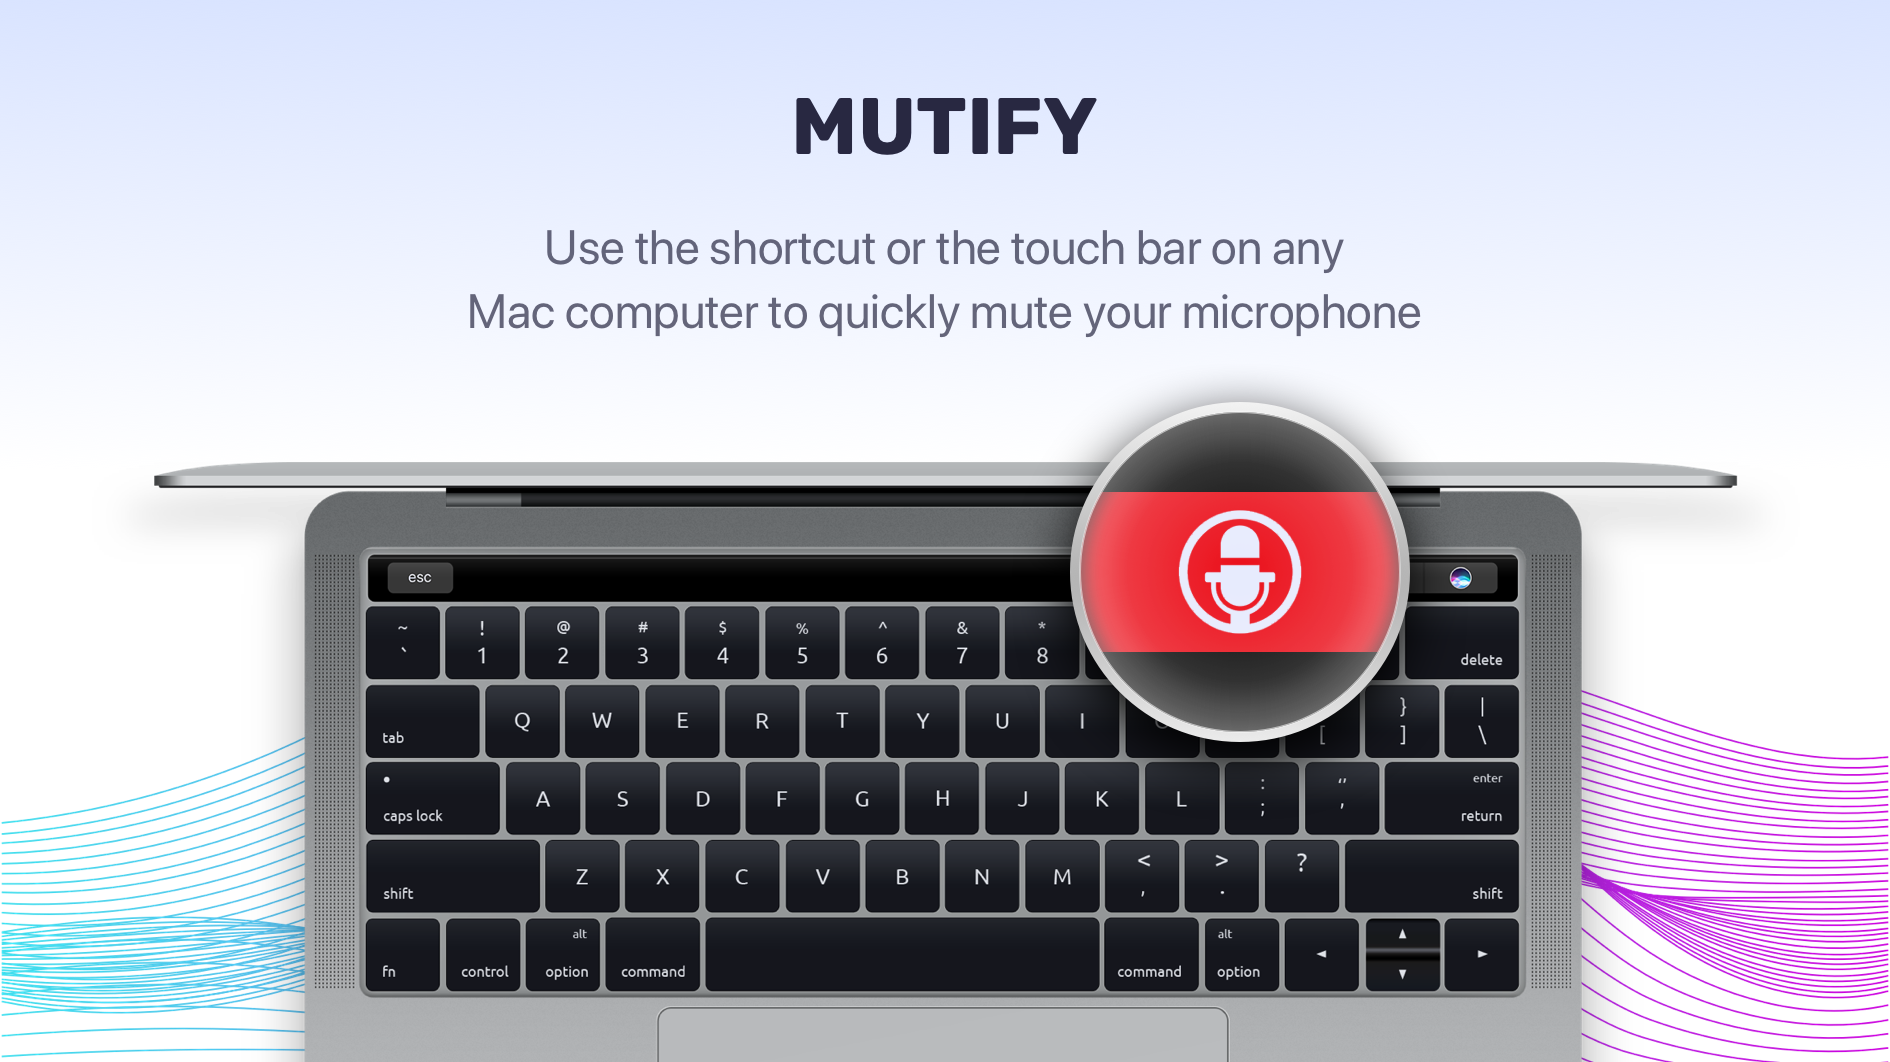 MUTIFY
Use the shortcut or the touch bar on any
Mac computer to quickly mute your microphone
esc
~ ! @ # $ % ^ & *
` 1 2 3 4 5 6 7 8 delete
tab Q W E R T Y U I [ } ] | \
caps lock A S D F G H J K L : ; “ ‘ enter return
shift Z X C V B N M < , > . ? shift
fn control alt option command command alt option ◄ ▲ ▼ ►